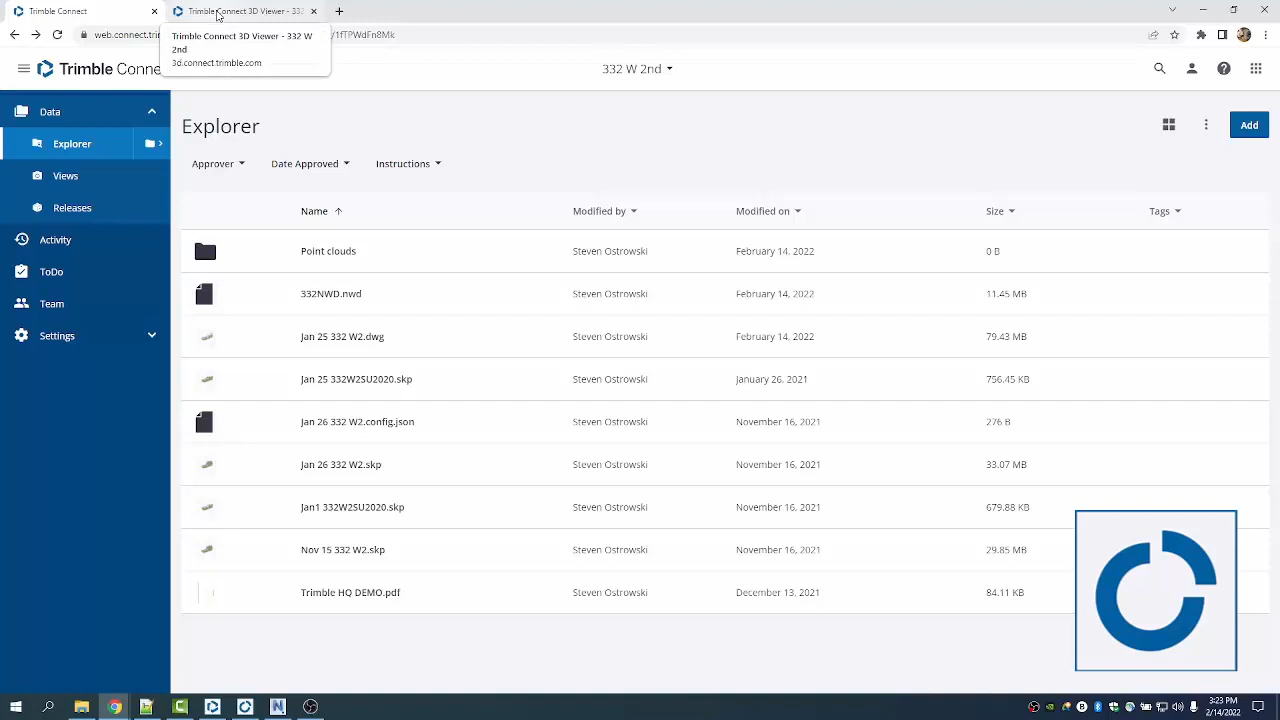 Trimble Connect
Trimble Connect 3D Viewer - 332
web.connect.trim
/1fTPWdFn8Mk
Trimble Connect 3D Viewer - 332 W
2nd
3d.connect.trimble.com
Trimble Conne
332 W 2nd
Data
Explorer
Views
Releases
Activity
ToDo
Team
Settings
Explorer
Add
Approver
Date Approved
Instructions
Name
Modified by
Modified on
Size
Tags
Point clouds
Steven Ostrowski
February 14, 2022
0 B
332NWD.nwd
Steven Ostrowski
February 14, 2022
11.45 MB
Jan 25 332 W2.dwg
Steven Ostrowski
February 14, 2022
79.43 MB
Jan 25 332W2SU2020.skp
Steven Ostrowski
January 26, 2021
756.45 KB
Jan 26 332 W2.config.json
Steven Ostrowski
November 16, 2021
276 B
Jan 26 332 W2.skp
Steven Ostrowski
November 16, 2021
33.07 MB
Jan1 332W2SU2020.skp
Steven Ostrowski
November 16, 2021
679.88 KB
Nov 15 332 W2.skp
Steven Ostrowski
November 16, 2021
29.85 MB
Trimble HQ DEMO.pdf
Steven Ostrowski
December 13, 2021
84.11 KB
3:23 PM
2/14/2022